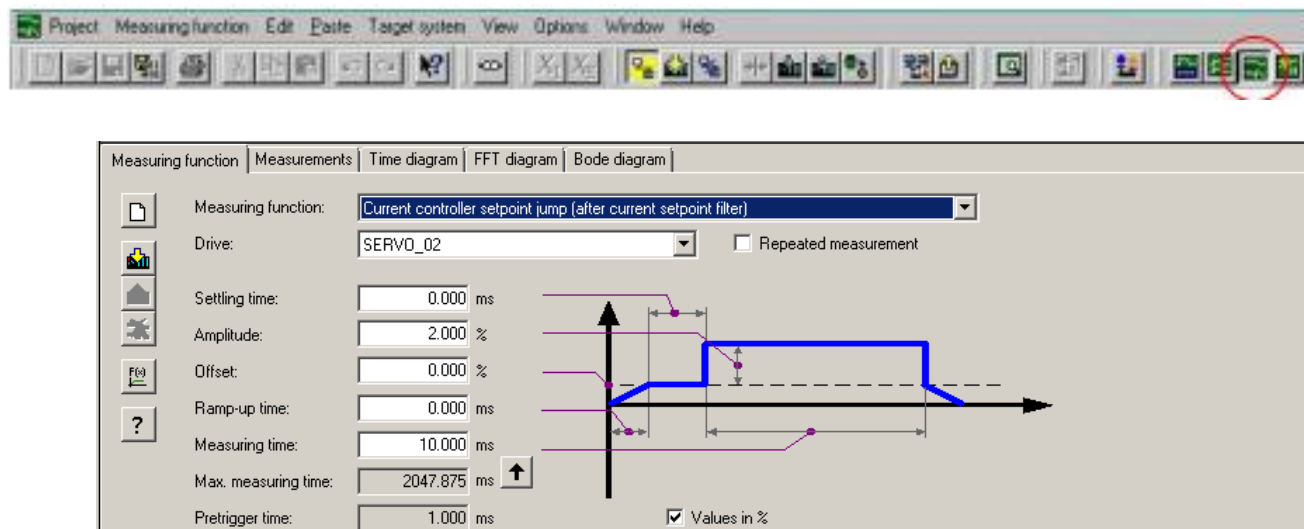 Project Measuring function Edit Paste Target system View Options Window Help
X₁ X₂
Measuring function Measurements Time diagram FFT diagram Bode diagram
Measuring function: Current controller setpoint jump (after current setpoint filter)
Drive: SERVO_02 Repeated measurement
Settling time: 0.000 ms
Amplitude: 2.000 %
Offset: 0.000 %
F(x)
Ramp-up time: 0.000 ms
?
Measuring time: 10.000 ms
Max. measuring time: 2047.875 ms
Pretrigger time: 1.000 ms Values in %